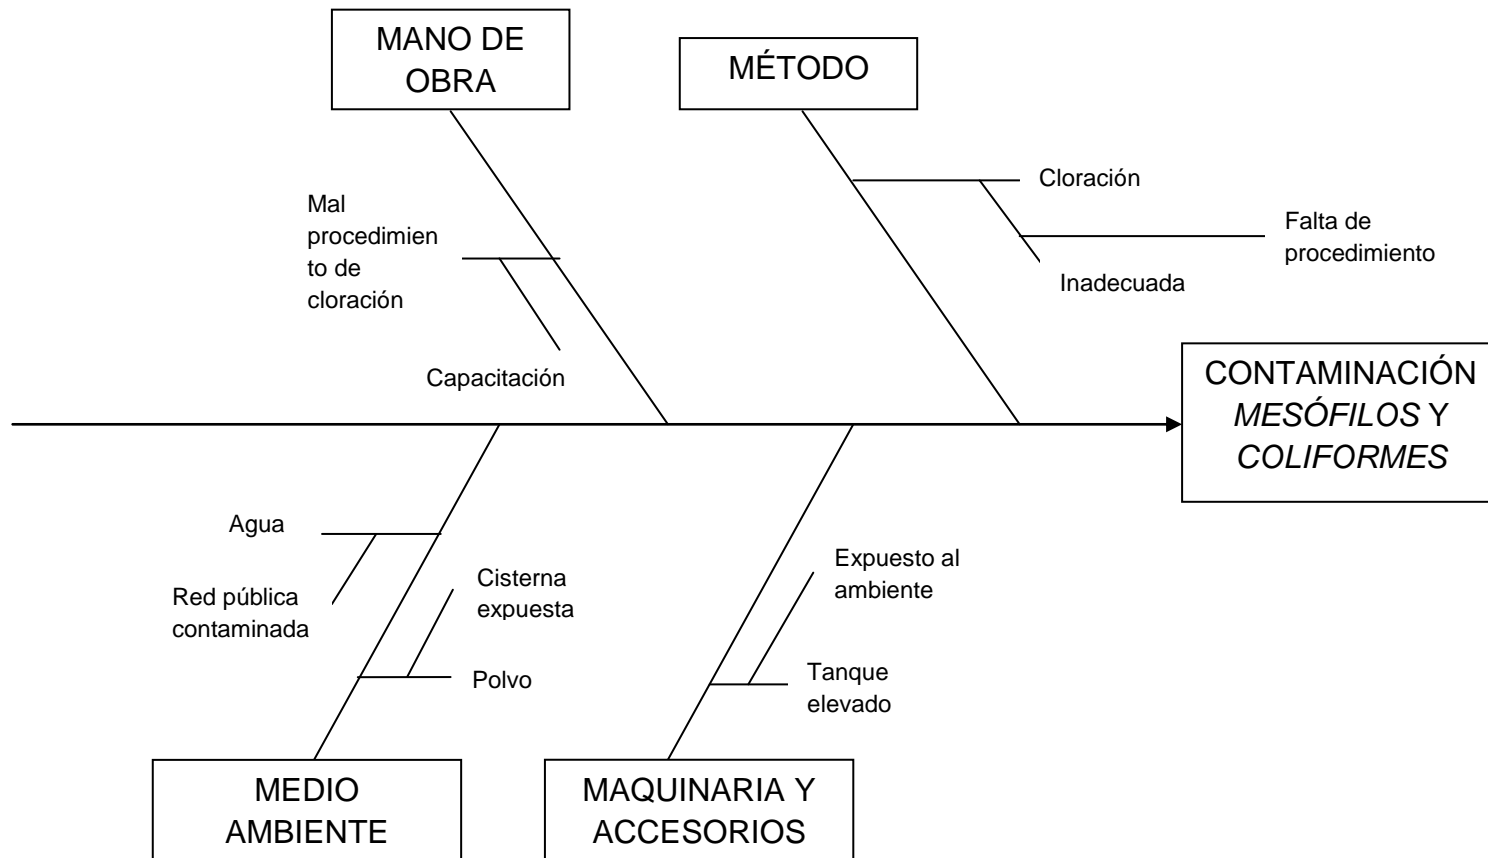 MANO DE
OBRA
MÉTODO
Cloración
Mal
procedimien
to de
cloración
Falta de
procedimiento
Inadecuada
Capacitación
CONTAMINACIÓN
MESÓFILOS Y
COLIFORMES
Agua
Red pública
contaminada
Cisterna
expuesta
Polvo
Expuesto al
ambiente
Tanque
elevado
MEDIO
AMBIENTE
MAQUINARIA Y
ACCESORIOS